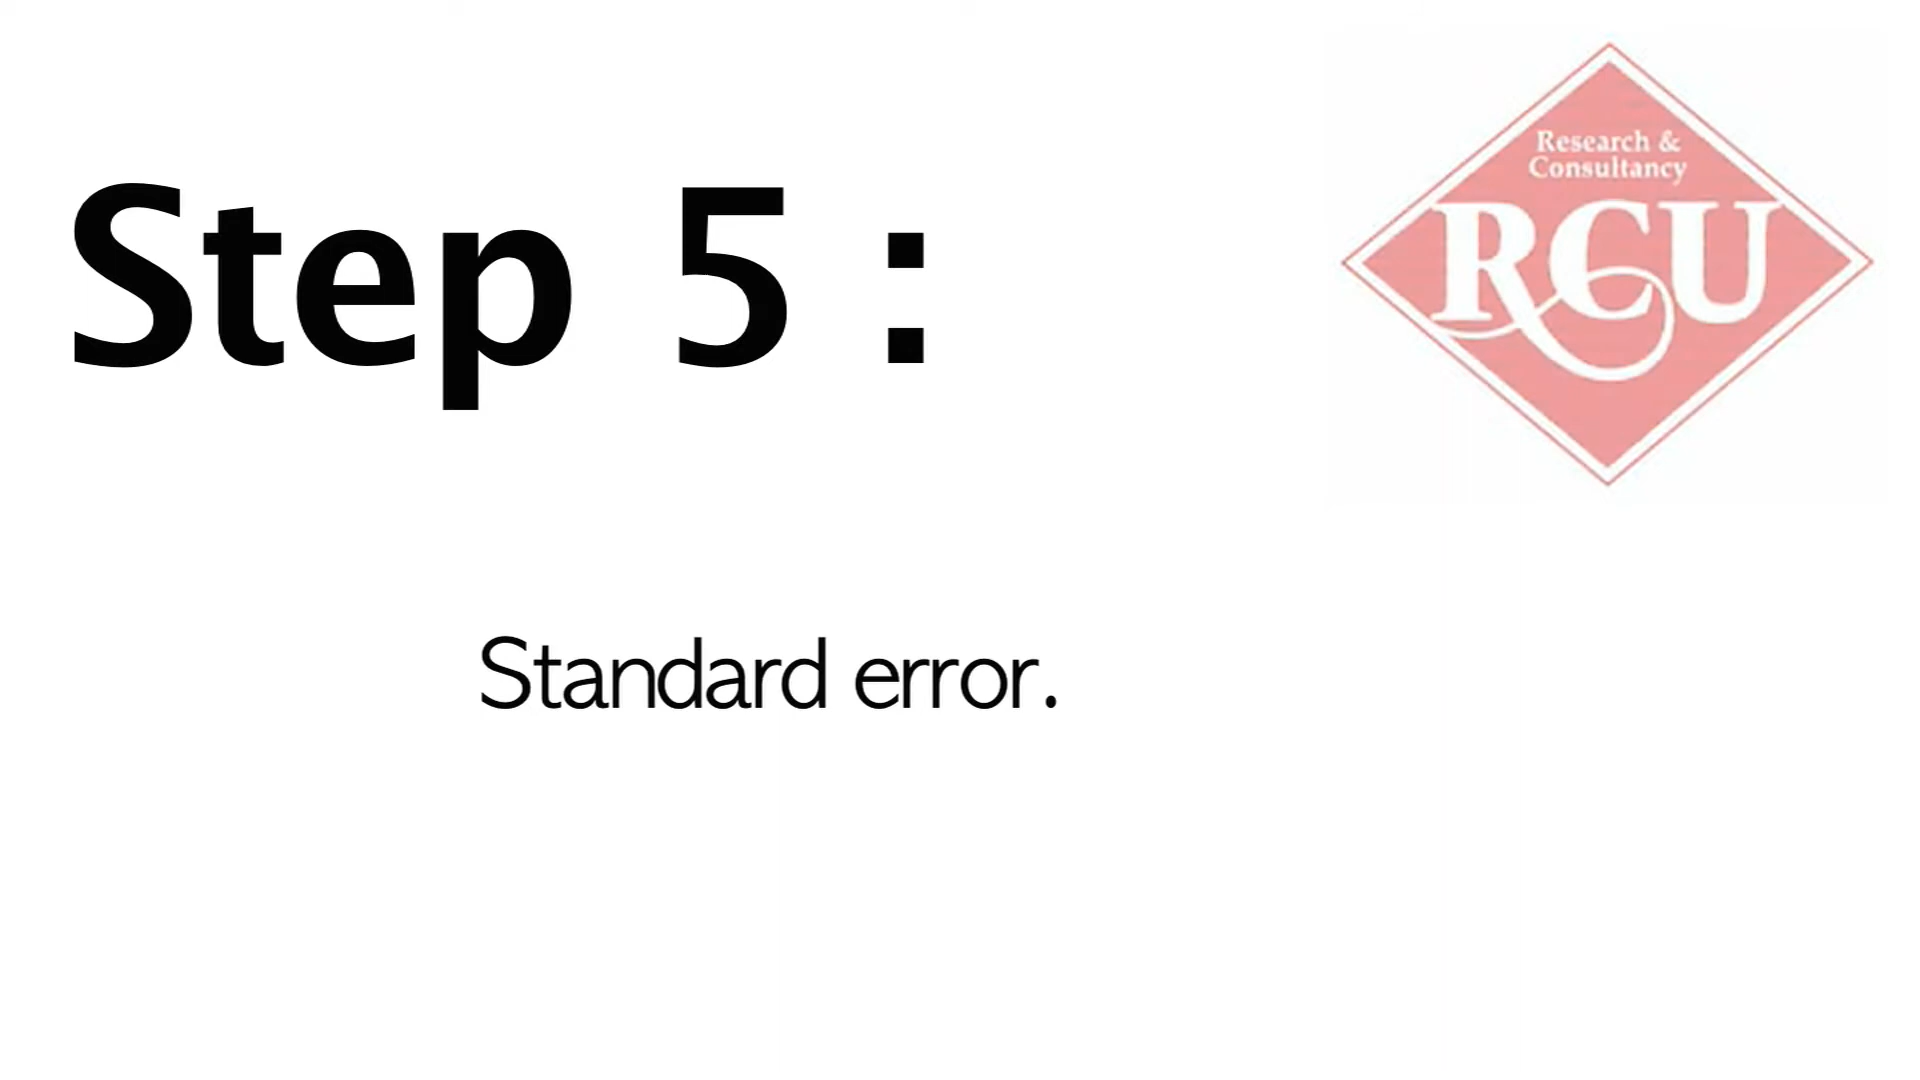 Step 5 :
Research &
Consultancy
RCU
Standard error.